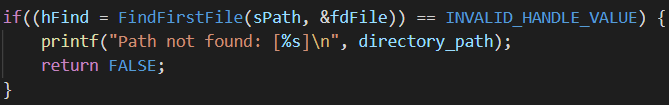 if((hFind = FindFirstFile(sPath, &fdFile)) == INVALID_HANDLE_VALUE) {
    printf("Path not found: [%s]\n", directory_path);
    return FALSE;
}